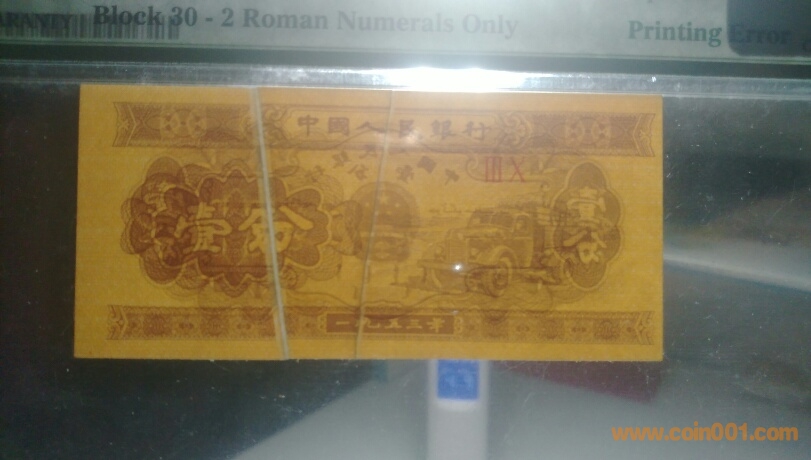 Block 30 - 2 Roman Numerals Only
Printing Error
中國人民銀行
ⅢⅩ
壹分
壹分
一九五三年
www.coin001.com